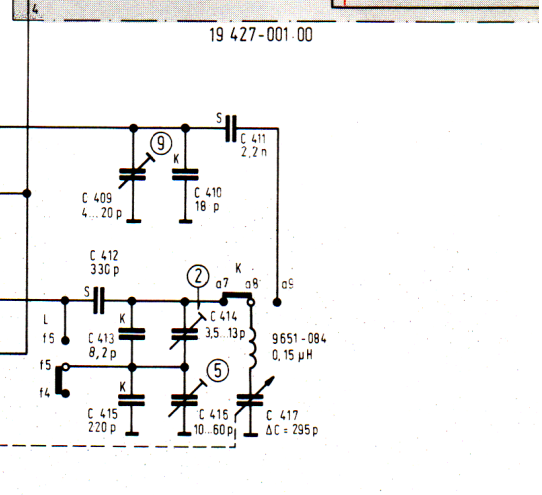 4
19 427-001.00
S
C 411
2,2 n
9
K
C 409
4...20 p
C 410
18 p
C 412
330 p
S
2
K
a7 a8 a9
L
K
C 414
3,5...13 p
f6
C 413
8,2 p
9651-084
0,15 µH
f5
5
f4
K
C 415
220 p
C 416
10...60 p
C 417
ΔC = 295 p